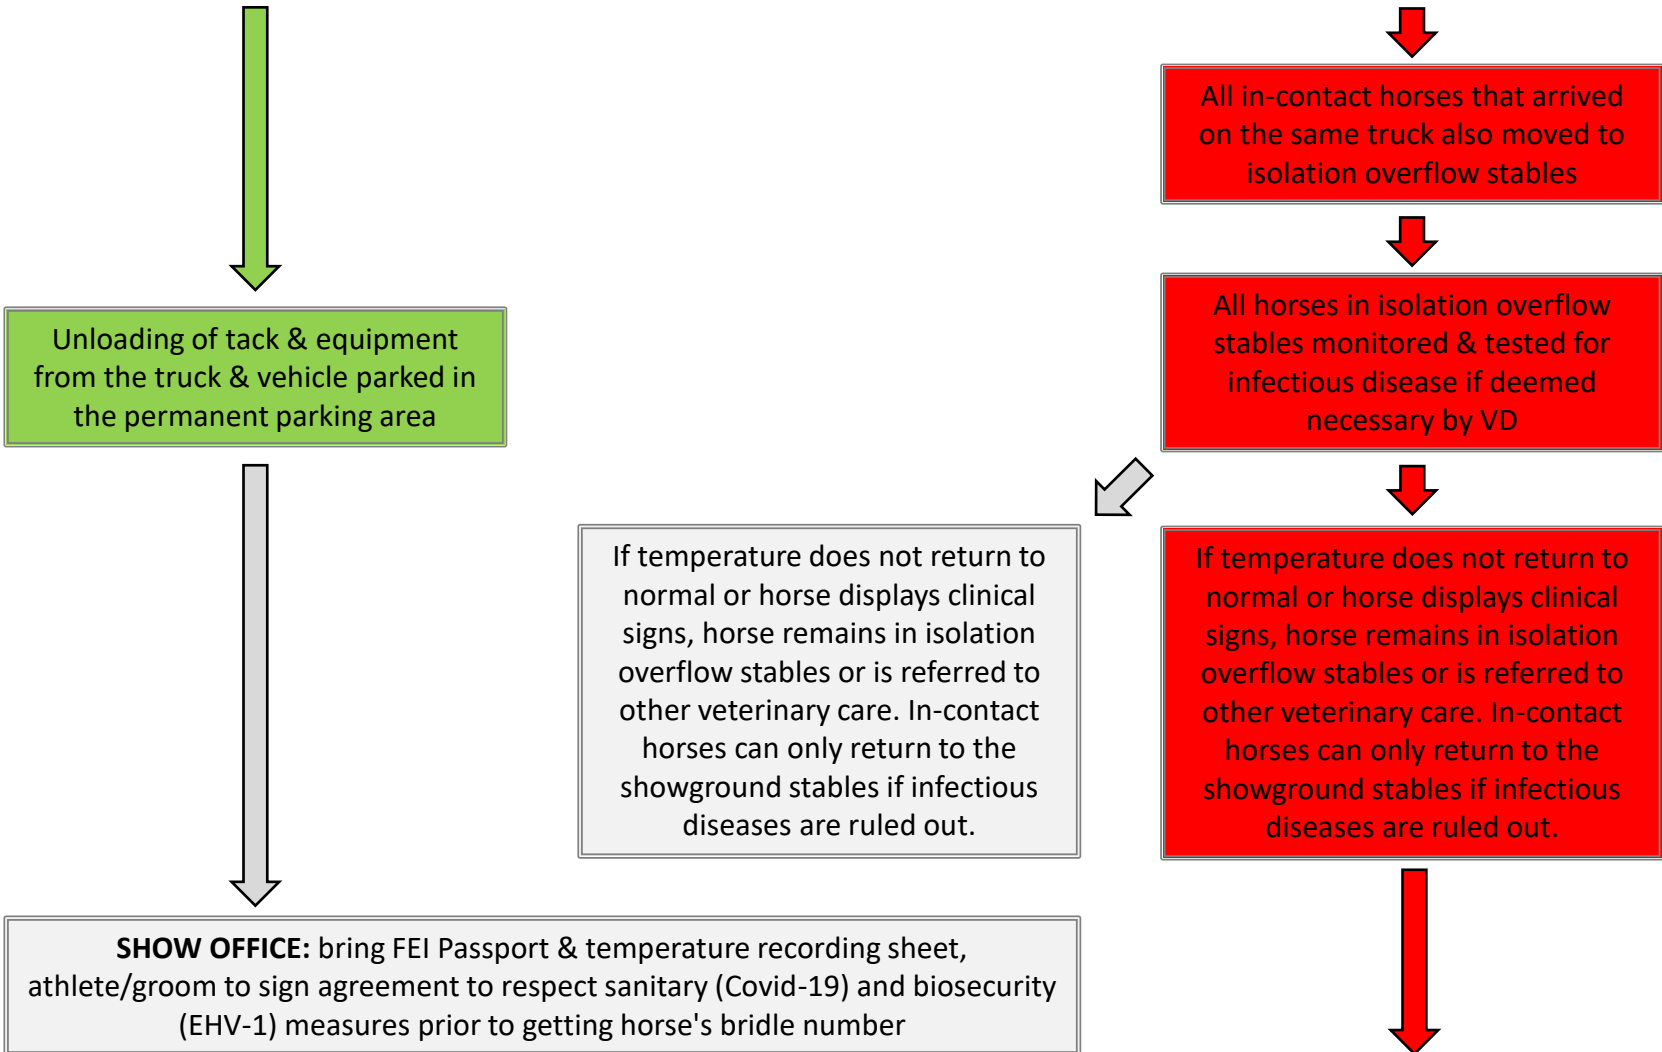 All in-contact horses that arrived
on the same truck also moved to
isolation overflow stables
Unloading of tack & equipment
from the truck & vehicle parked in
the permanent parking area
All horses in isolation overflow
stables monitored & tested for
infectious disease if deemed
necessary by VD
If temperature does not return to
normal or horse displays clinical
signs, horse remains in isolation
overflow stables or is referred to
other veterinary care. In-contact
horses can only return to the
showground stables if infectious
diseases are ruled out.
If temperature does not return to
normal or horse displays clinical
signs, horse remains in isolation
overflow stables or is referred to
other veterinary care. In-contact
horses can only return to the
showground stables if infectious
diseases are ruled out.
SHOW OFFICE: bring FEI Passport & temperature recording sheet,
athlete/groom to sign agreement to respect sanitary (Covid-19) and biosecurity
(EHV-1) measures prior to getting horse's bridle number